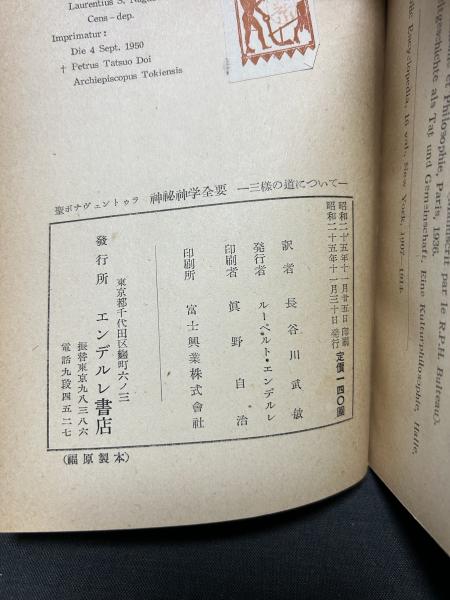 Laurentius S.
Cens-dep.
Imprimatur:
Die 4 Sept. 1950
† Petrus Tatsuo Doi
Archiepiscopus Tokiensis
聖ボナヴェントゥラ 神祕神学全要 —三様の道について—
昭和二十五年十一月廿五日 印刷
昭和二十五年十一月三十日 発行
定價一四〇圓
訳者 長谷川武敏
発行者 ルーペルト・エンデルレ
印刷者 眞野自治
印刷所 富士興業株式會社
東京都千代田区麹町六ノ三
發行所 エンデルレ書店
振替東京九八三八六
電話九段四五二七
(福原製本)
et Philosophie, Paris, 1936.
par le R.P.H. Bulteau).
als Tat und Gemeinschaft, Eine Kulturphilosophie, Halle,
Encyclopedia, 16 vol., New York, 1907-1914.